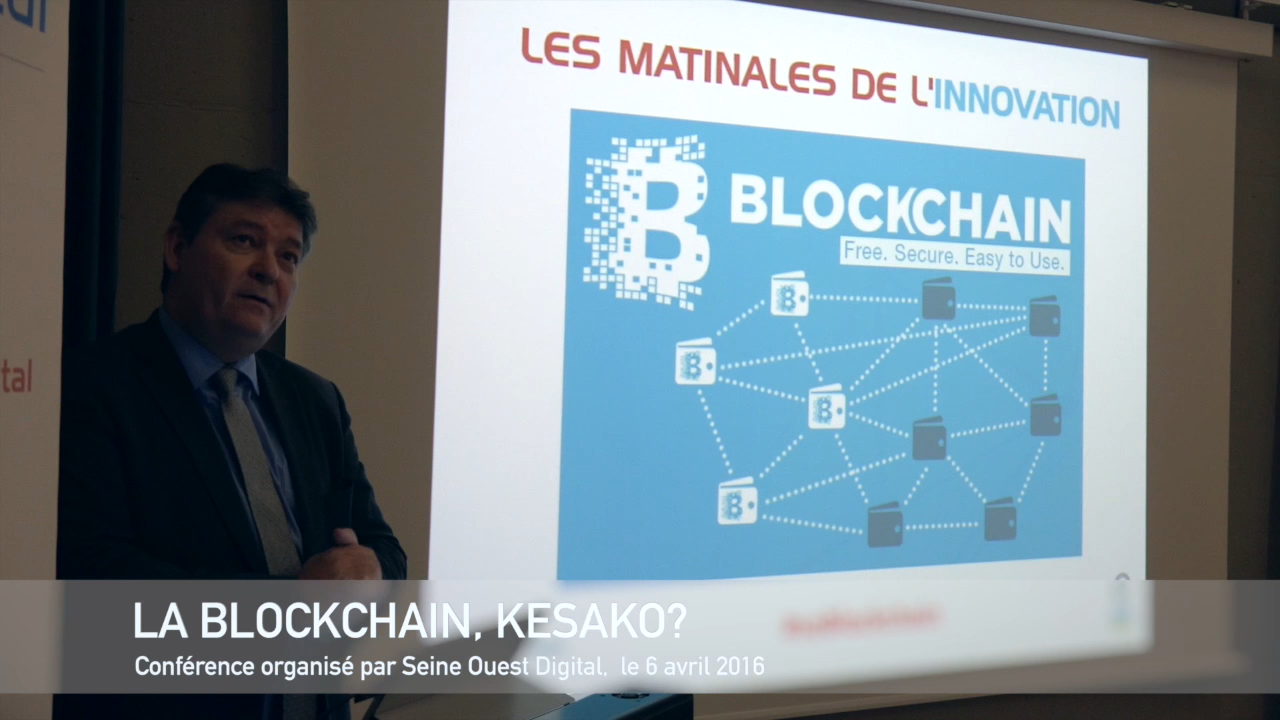 LES MATINALES DE L'INNOVATION
BLOCKCHAIN
Free. Secure. Easy to Use.
tal
LA BLOCKCHAIN, KESAKO?
Conférence organisé par Seine Ouest Digital, le 6 avril 2016